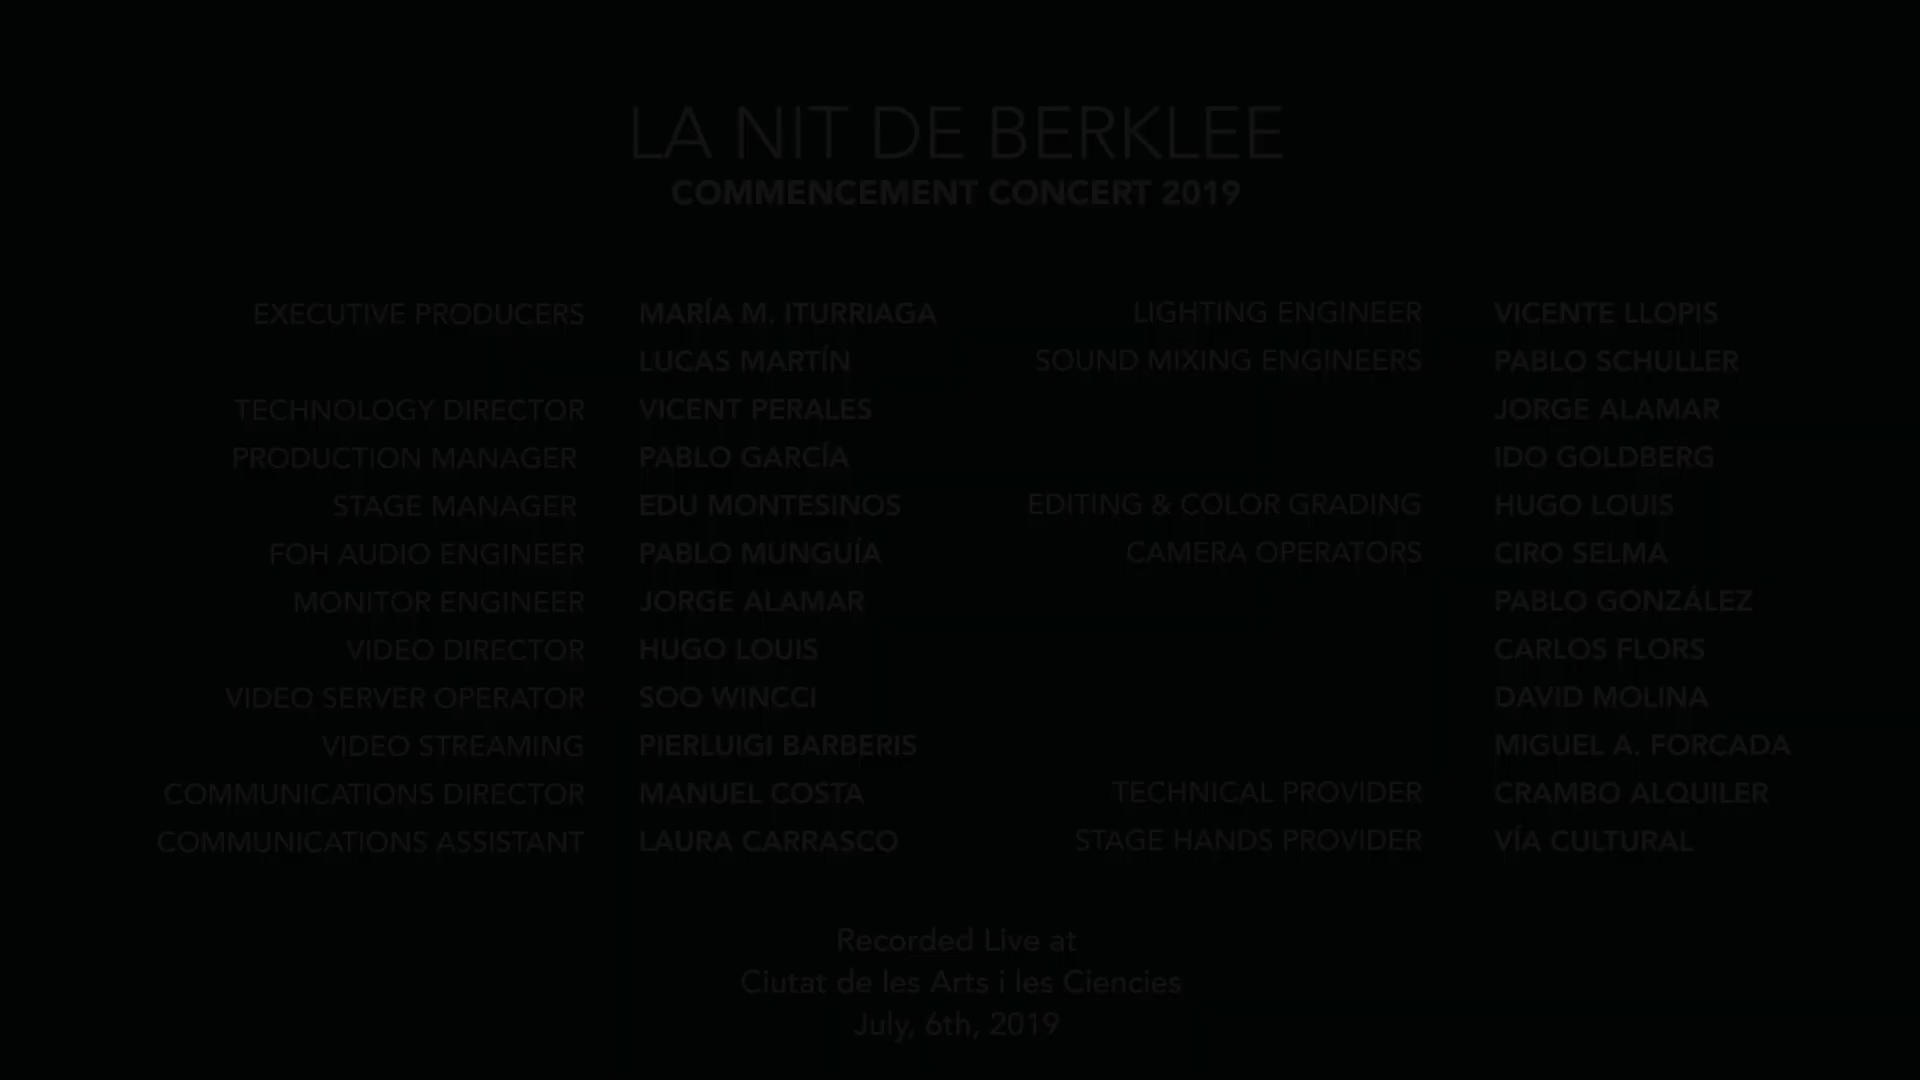 LA NIT DE BERKLEE
COMMENCEMENT CONCERT 2019
EXECUTIVE PRODUCERS MARÍA M. ITURRIAGA
LUCAS MARTÍN
TECHNOLOGY DIRECTOR VICENT PERALES
PRODUCTION MANAGER PABLO GARCÍA
STAGE MANAGER EDU MONTESINOS
FOH AUDIO ENGINEER PABLO MUNGUÍA
MONITOR ENGINEER JORGE ALAMAR
VIDEO DIRECTOR HUGO LOUIS
VIDEO SERVER OPERATOR SOO WINCCI
VIDEO STREAMING PIERLUIGI BARBERIS
COMMUNICATIONS DIRECTOR MANUEL COSTA
COMMUNICATIONS ASSISTANT LAURA CARRASCO
LIGHTING ENGINEER VICENTE LLOPIS
SOUND MIXING ENGINEERS PABLO SCHULLER
JORGE ALAMAR
IDO GOLDBERG
EDITING & COLOR GRADING HUGO LOUIS
CAMERA OPERATORS CIRO SELMA
PABLO GONZÁLEZ
CARLOS FLORS
DAVID MOLINA
MIGUEL A. FORCADA
TECHNICAL PROVIDER CRAMBO ALQUILER
STAGE HANDS PROVIDER VÍA CULTURAL
Recorded Live at
Ciutat de les Arts i les Ciencies
July, 6th, 2019